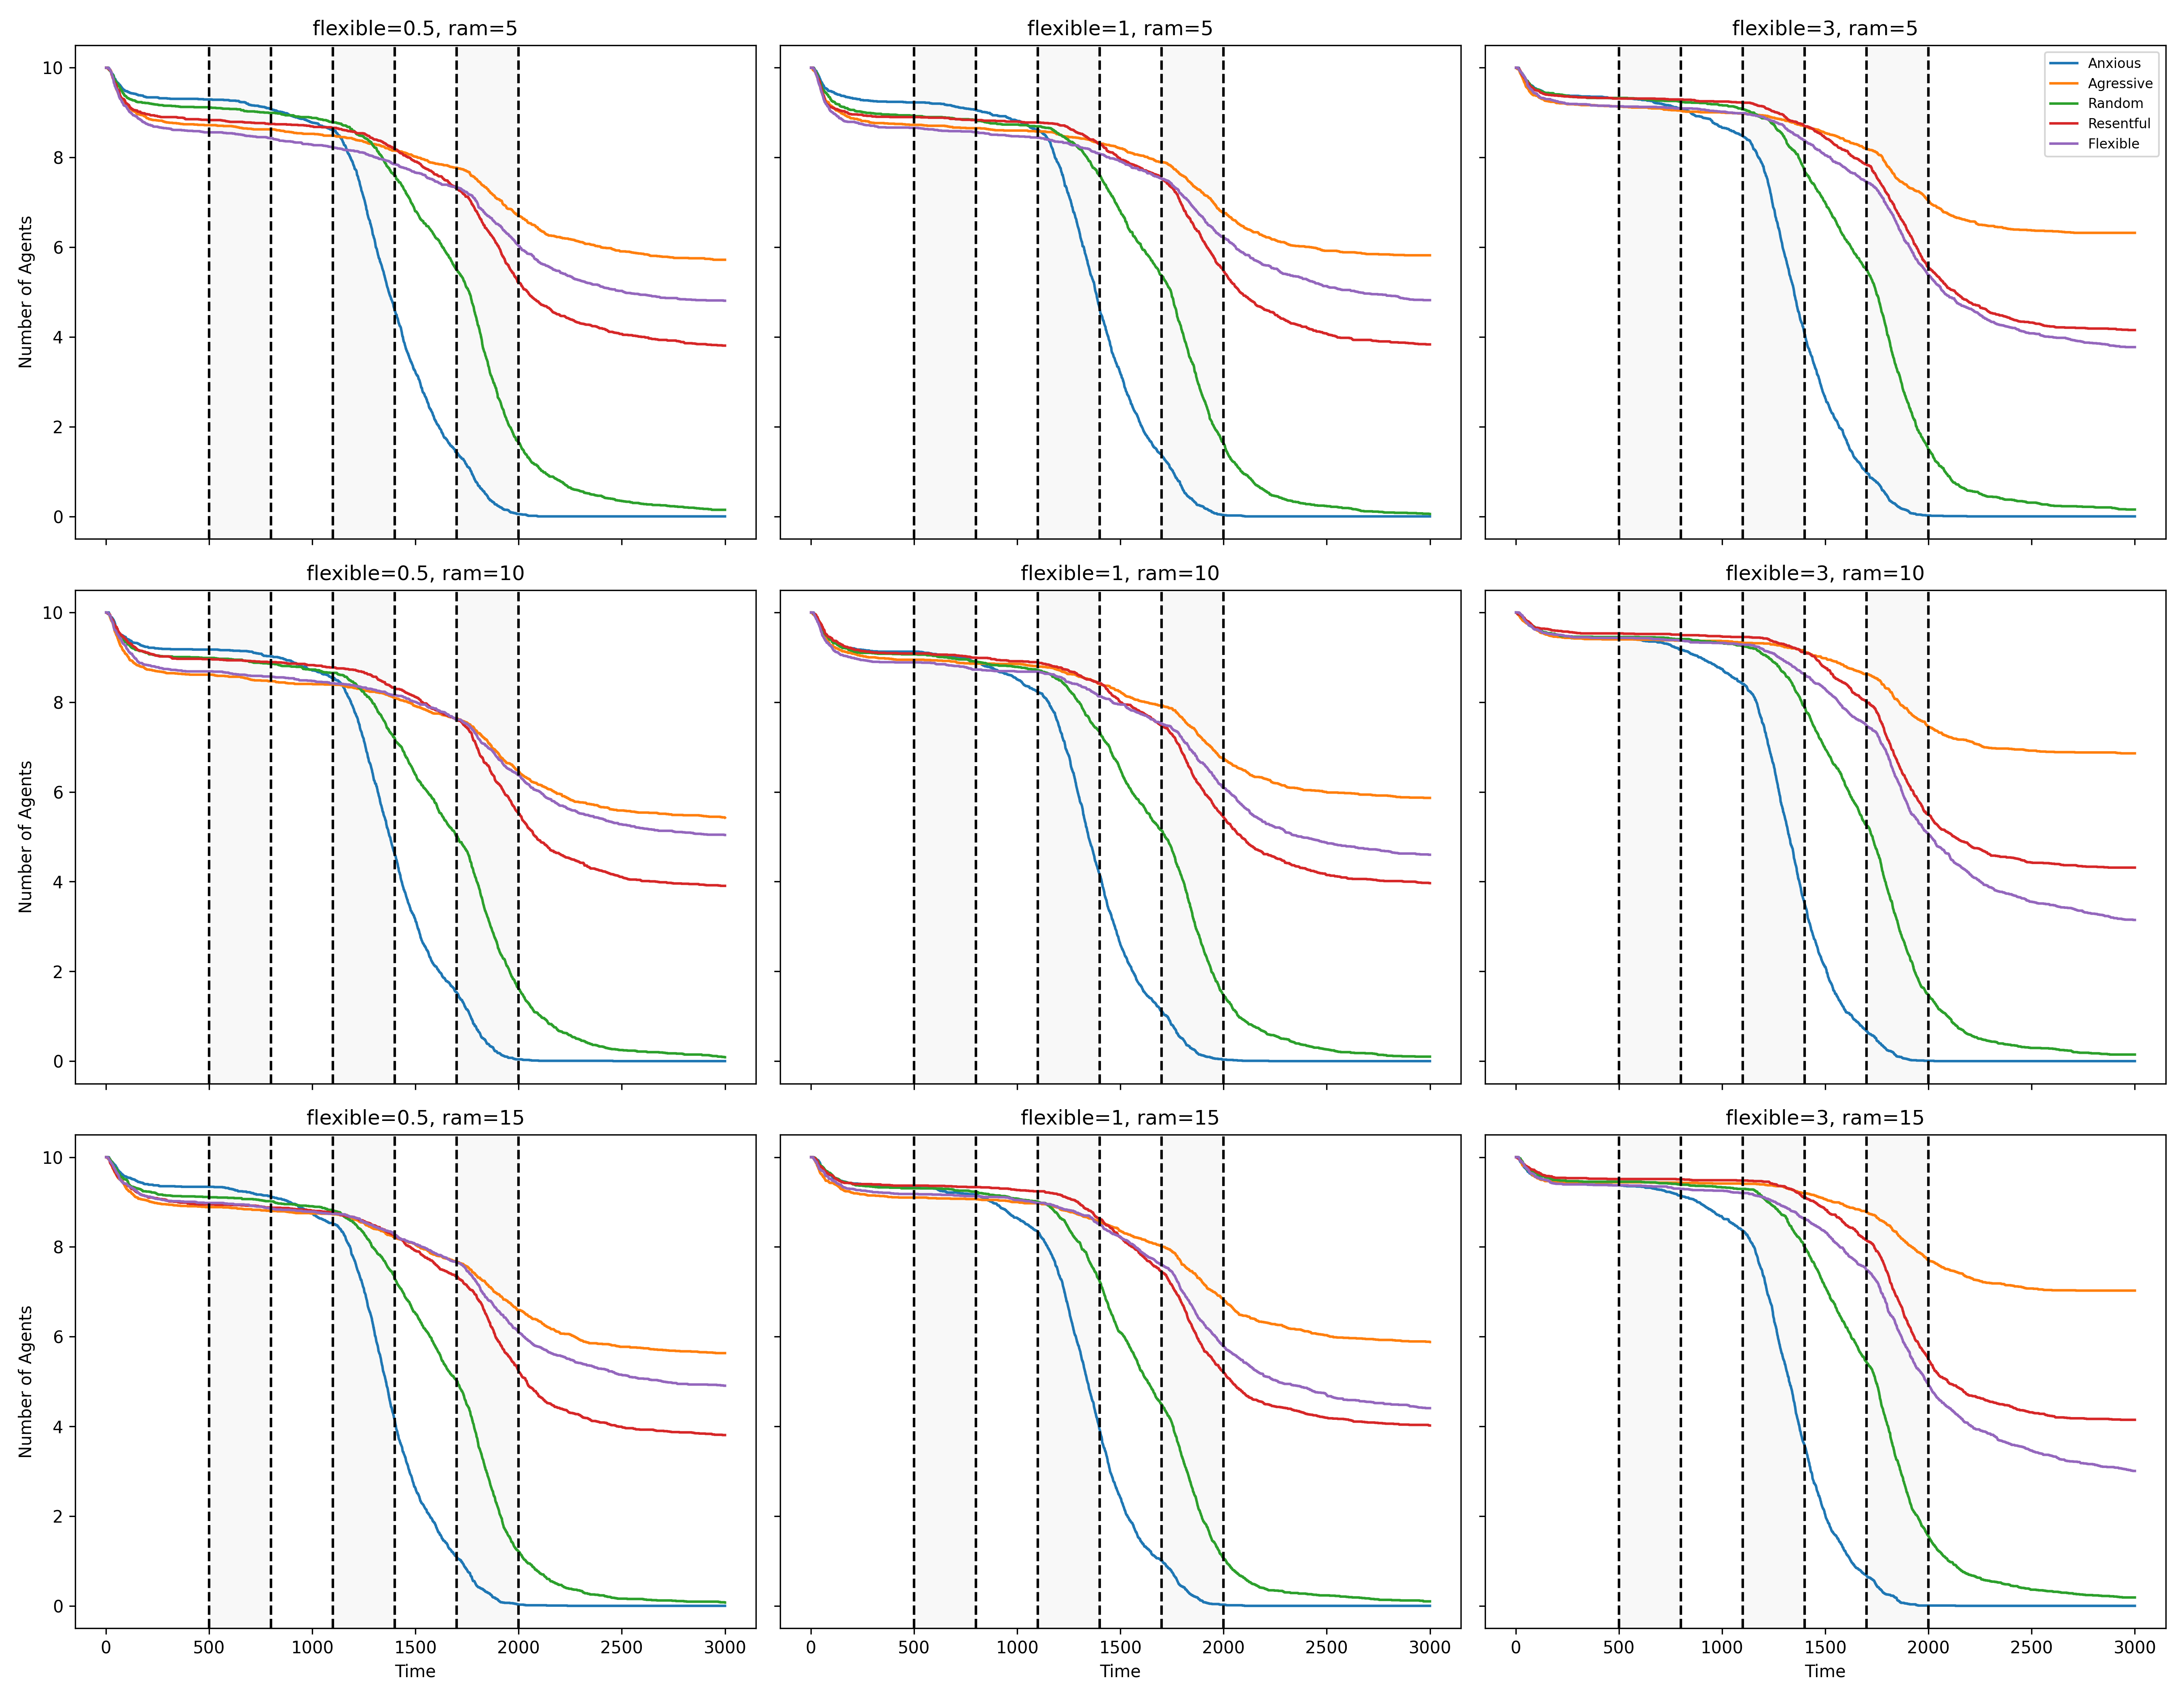 flexible=0.5, ram=5
flexible=1, ram=5
flexible=3, ram=5
10
8
6
4
2
0
Number of Agents
Anxious
Agressive
Random
Resentful
Flexible
flexible=0.5, ram=10
flexible=1, ram=10
flexible=3, ram=10
10
8
6
4
2
0
Number of Agents
flexible=0.5, ram=15
flexible=1, ram=15
flexible=3, ram=15
10
8
6
4
2
0
Number of Agents
0 500 1000 1500 2000 2500 3000
0 500 1000 1500 2000 2500 3000
0 500 1000 1500 2000 2500 3000
Time
Time
Time